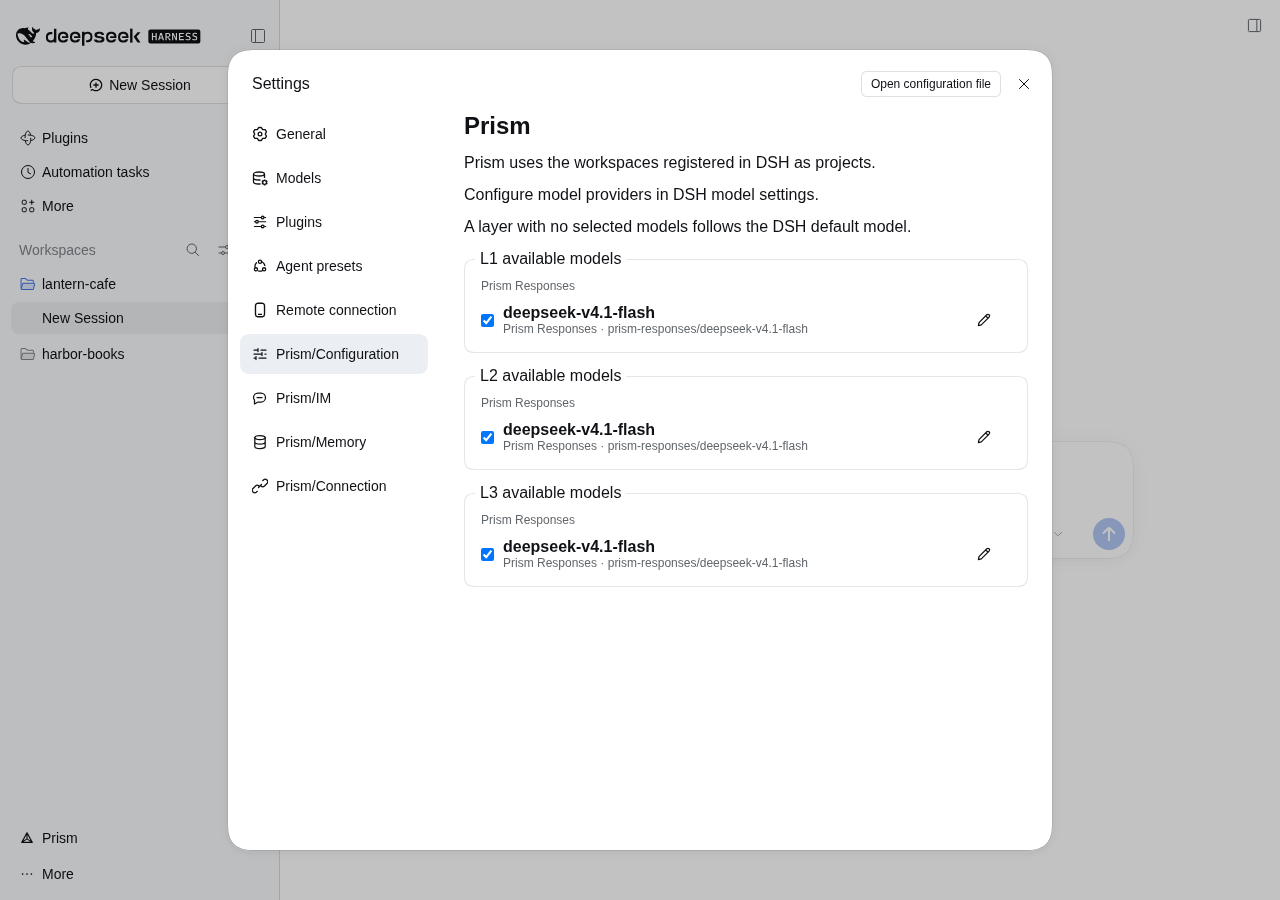 deepseek HARNESS
New Session
Plugins
Automation tasks
More
Workspaces
lantern-cafe
New Session
harbor-books
Prism
More
Settings
Open configuration file
General
Models
Plugins
Agent presets
Remote connection
Prism/Configuration
Prism/IM
Prism/Memory
Prism/Connection
Prism
Prism uses the workspaces registered in DSH as projects.
Configure model providers in DSH model settings.
A layer with no selected models follows the DSH default model.
L1 available models
Prism Responses
deepseek-v4.1-flash
Prism Responses · prism-responses/deepseek-v4.1-flash
L2 available models
Prism Responses
deepseek-v4.1-flash
Prism Responses · prism-responses/deepseek-v4.1-flash
L3 available models
Prism Responses
deepseek-v4.1-flash
Prism Responses · prism-responses/deepseek-v4.1-flash